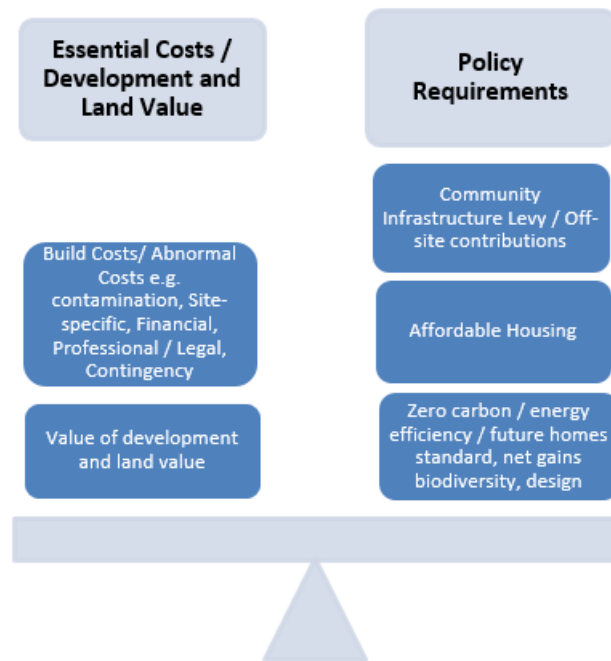 Essential Costs /
Development and
Land Value
Policy
Requirements
Community
Infrastructure Levy / Off-
site contributions
Build Costs/ Abnormal
Costs e.g.
contamination, Site-
specific, Financial,
Professional / Legal,
Contingency
Affordable Housing
Value of development
and land value
Zero carbon / energy
efficiency / future homes
standard, net gains
biodiversity, design